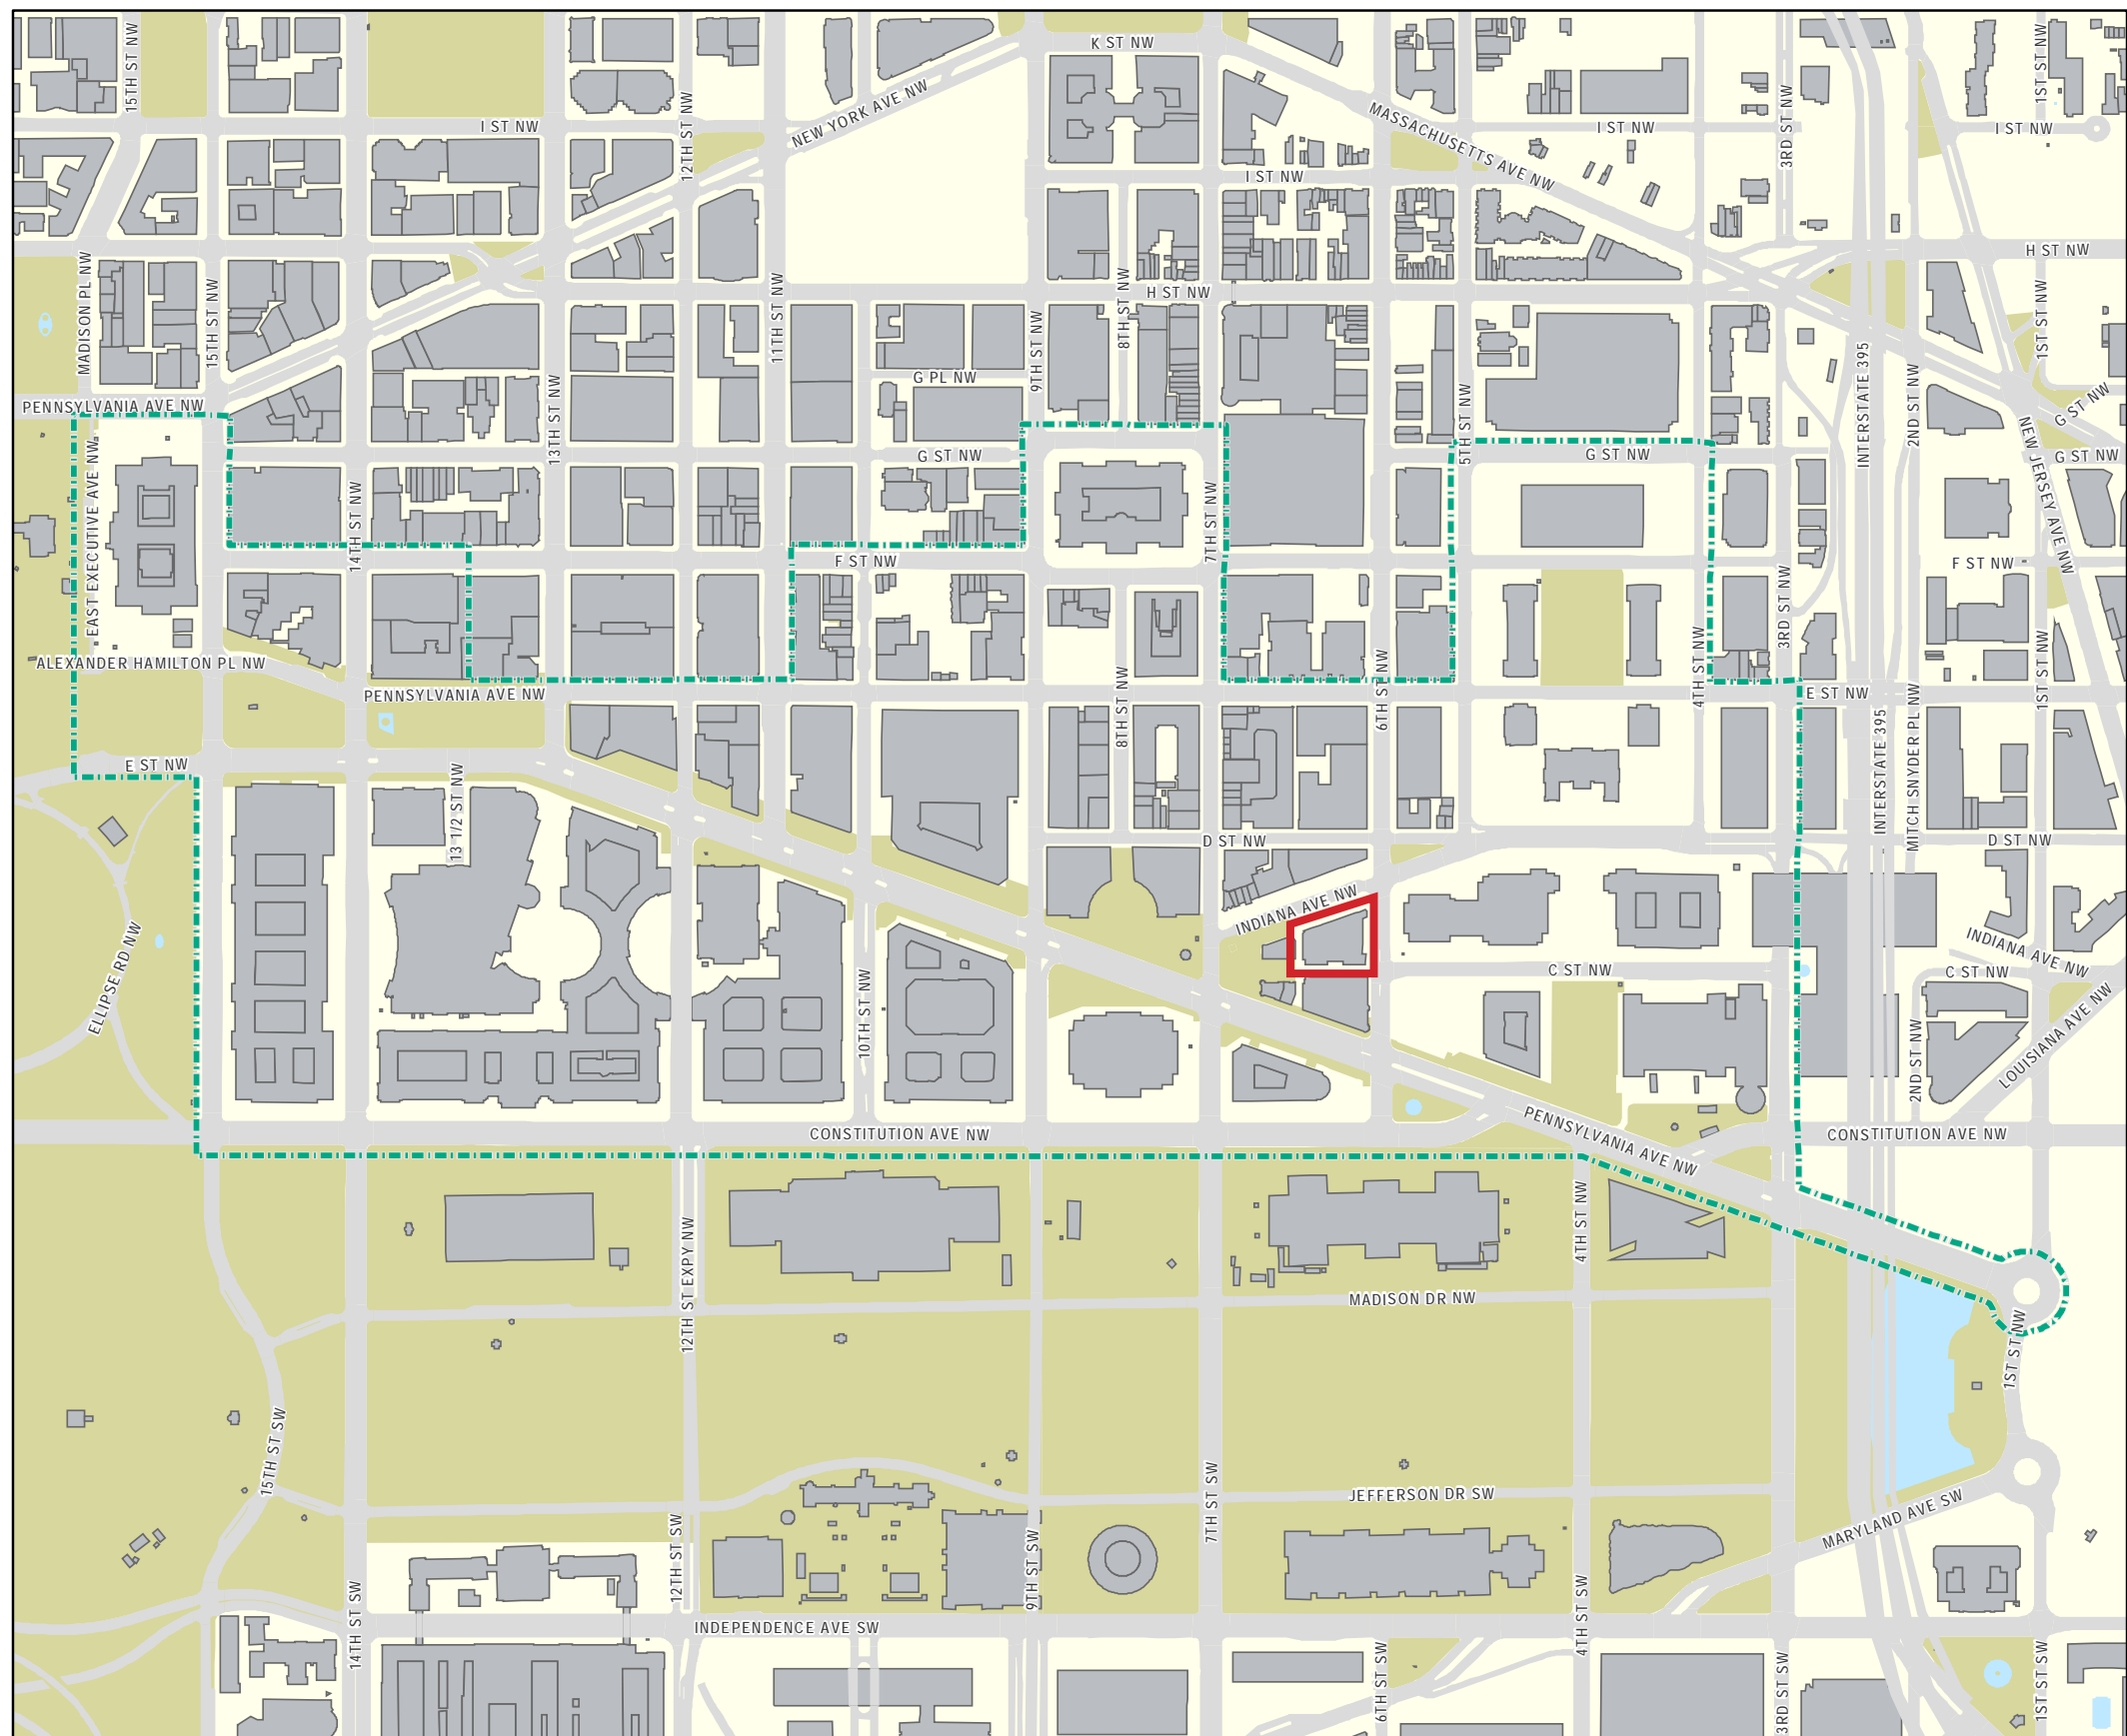 K ST NW
15TH ST NW
1ST ST NW
NEW YORK AVE NW
12TH ST NW
I ST NW
MASSACHUSETTS AVE NW
I ST NW
3RD ST NW
I ST NW
I ST NW
H ST NW
MADISON PL NW
15TH ST NW
11TH ST NW
8TH ST NW
H ST NW
1ST ST NW
9TH ST NW
G PL NW
INTERSTATE 395
2ND ST NW
G ST NW
PENNSYLVANIA AVE NW
13TH ST NW
5TH ST NW
G ST NW
G ST NW
G ST NW
NEW JERSEY AVE NW
EAST EXECUTIVE AVE NW
14TH ST NW
7TH ST NW
F ST NW
F ST NW
3RD ST NW
4TH ST NW
1ST ST NW
ALEXANDER HAMILTON PL NW
PENNSYLVANIA AVE NW
8TH ST NW
6TH ST NW
E ST NW
MITCH SNYDER PL NW
INTERSTATE 395
E ST NW
13 1/2 ST NW
D ST NW
D ST NW
INDIANA AVE NW
ELLIPSE RD NW
INDIANA AVE NW
C ST NW
C ST NW
10TH ST NW
2ND ST NW
LOUISIANA AVE NW
CONSTITUTION AVE NW
PENNSYLVANIA AVE NW
CONSTITUTION AVE NW
4TH ST NW
12TH ST EXPY NW
MADISON DR NW
1ST ST NW
15TH ST SW
7TH ST SW
JEFFERSON DR SW
MARYLAND AVE SW
12TH ST SW
9TH ST SW
14TH ST SW
4TH ST SW
INDEPENDENCE AVE SW
6TH ST SW
3RD ST SW
1ST ST SW